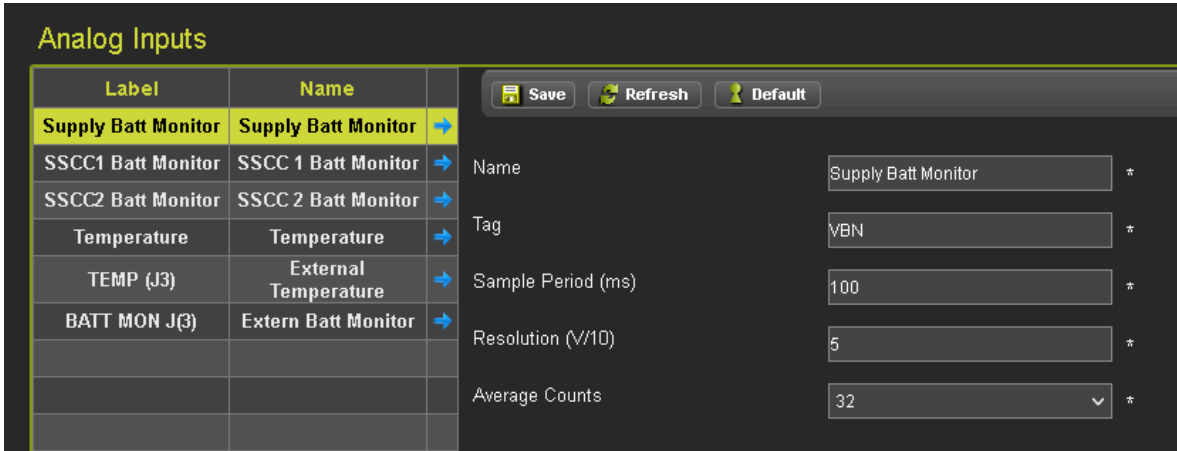 Analog Inputs
Label Name
Save Refresh Default
Supply Batt Monitor Supply Batt Monitor
SSCC1 Batt Monitor SSCC 1 Batt Monitor
SSCC2 Batt Monitor SSCC 2 Batt Monitor
Temperature Temperature
TEMP (J3) External
Temperature
BATT MON J(3) Extern Batt Monitor
Name Supply Batt Monitor *
Tag VBN *
Sample Period (ms) 100 *
Resolution (V/10) 5 *
Average Counts 32 *